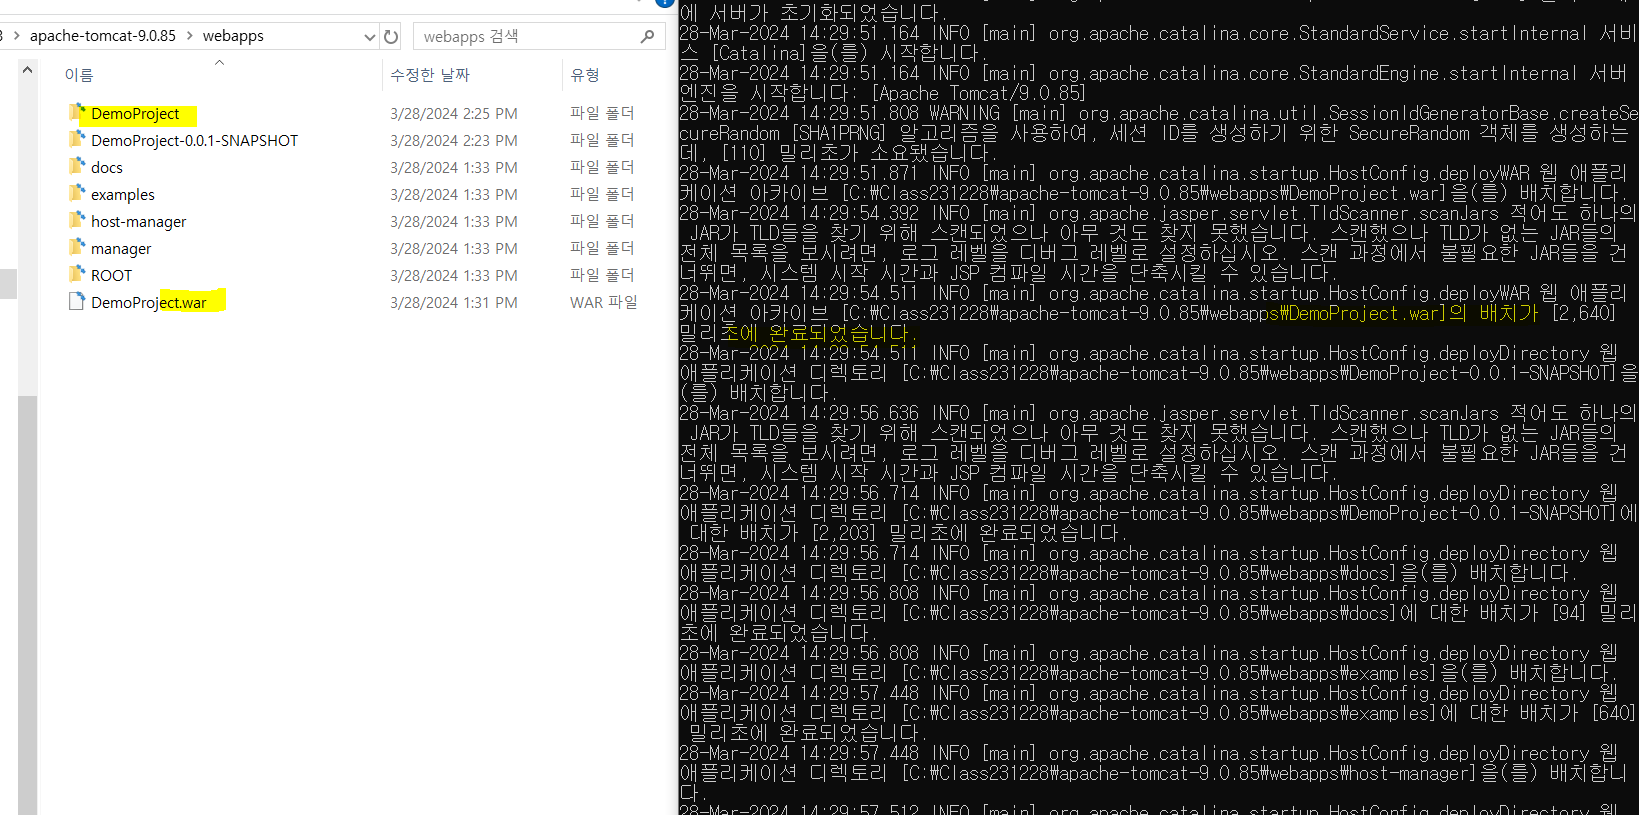 apache-tomcat-9.0.85 > webapps
webapps 검색
이름 수정한 날짜 유형
DemoProject 3/28/2024 2:25 PM 파일 폴더
DemoProject-0.0.1-SNAPSHOT 3/28/2024 2:23 PM 파일 폴더
docs 3/28/2024 1:33 PM 파일 폴더
examples 3/28/2024 1:33 PM 파일 폴더
host-manager 3/28/2024 1:33 PM 파일 폴더
manager 3/28/2024 1:33 PM 파일 폴더
ROOT 3/28/2024 1:33 PM 파일 폴더
DemoProject.war 3/28/2024 1:31 PM WAR 파일
에 서버가 초기화되었습니다.
28-Mar-2024 14:29:51.164 INFO [main] org.apache.catalina.core.StandardService.startInternal 서비
스 [Catalina]을(를) 시작합니다.
28-Mar-2024 14:29:51.164 INFO [main] org.apache.catalina.core.StandardEngine.startInternal 서버
엔진을 시작합니다: [Apache Tomcat/9.0.85]
28-Mar-2024 14:29:51.808 WARNING [main] org.apache.catalina.util.SessionIdGeneratorBase.createSe
cureRandom [SHA1PRNG] 알고리즘을 사용하여, 세션 ID를 생성하기 위한 SecureRandom 객체를 생성하는
데, [110] 밀리초가 소요됐습니다.
28-Mar-2024 14:29:51.871 INFO [main] org.apache.catalina.startup.HostConfig.deployWAR 웹 애플리
케이션 아카이브 [C:₩Class231228₩apache-tomcat-9.0.85₩webapps₩DemoProject.war]을(를) 배치합니다.
28-Mar-2024 14:29:54.392 INFO [main] org.apache.jasper.servlet.TldScanner.scanJars 적어도 하나의
JAR가 TLD들을 찾기 위해 스캔되었으나 아무 것도 찾지 못했습니다. 스캔했으나 TLD가 없는 JAR들의
전체 목록을 보시려면, 로그 레벨을 디버그 레벨로 설정하십시오. 스캔 과정에서 불필요한 JAR들을 건
너뛰면, 시스템 시작 시간과 JSP 컴파일 시간을 단축시킬 수 있습니다.
28-Mar-2024 14:29:54.511 INFO [main] org.apache.catalina.startup.HostConfig.deployWAR 웹 애플리
케이션 아카이브 [C:₩Class231228₩apache-tomcat-9.0.85₩webapps₩DemoProject.war]의 배치가 [2,640]
밀리초에 완료되었습니다.
28-Mar-2024 14:29:54.511 INFO [main] org.apache.catalina.startup.HostConfig.deployDirectory 웹
애플리케이션 디렉토리 [C:₩Class231228₩apache-tomcat-9.0.85₩webapps₩DemoProject-0.0.1-SNAPSHOT]을
(를) 배치합니다.
28-Mar-2024 14:29:56.636 INFO [main] org.apache.jasper.servlet.TldScanner.scanJars 적어도 하나의
JAR가 TLD들을 찾기 위해 스캔되었으나 아무 것도 찾지 못했습니다. 스캔했으나 TLD가 없는 JAR들의
전체 목록을 보시려면, 로그 레벨을 디버그 레벨로 설정하십시오. 스캔 과정에서 불필요한 JAR들을 건
너뛰면, 시스템 시작 시간과 JSP 컴파일 시간을 단축시킬 수 있습니다.
28-Mar-2024 14:29:56.714 INFO [main] org.apache.catalina.startup.HostConfig.deployDirectory 웹
애플리케이션 디렉토리 [C:₩Class231228₩apache-tomcat-9.0.85₩webapps₩DemoProject-0.0.1-SNAPSHOT]에
대한 배치가 [2,203] 밀리초에 완료되었습니다.
28-Mar-2024 14:29:56.714 INFO [main] org.apache.catalina.startup.HostConfig.deployDirectory 웹
애플리케이션 디렉토리 [C:₩Class231228₩apache-tomcat-9.0.85₩webapps₩docs]을(를) 배치합니다.
28-Mar-2024 14:29:56.808 INFO [main] org.apache.catalina.startup.HostConfig.deployDirectory 웹
애플리케이션 디렉토리 [C:₩Class231228₩apache-tomcat-9.0.85₩webapps₩docs]에 대한 배치가 [94] 밀리
초에 완료되었습니다.
28-Mar-2024 14:29:56.808 INFO [main] org.apache.catalina.startup.HostConfig.deployDirectory 웹
애플리케이션 디렉토리 [C:₩Class231228₩apache-tomcat-9.0.85₩webapps₩examples]을(를) 배치합니다.
28-Mar-2024 14:29:57.448 INFO [main] org.apache.catalina.startup.HostConfig.deployDirectory 웹
애플리케이션 디렉토리 [C:₩Class231228₩apache-tomcat-9.0.85₩webapps₩examples]에 대한 배치가 [640]
밀리초에 완료되었습니다.
28-Mar-2024 14:29:57.448 INFO [main] org.apache.catalina.startup.HostConfig.deployDirectory 웹
애플리케이션 디렉토리 [C:₩Class231228₩apache-tomcat-9.0.85₩webapps₩host-manager]을(를) 배치합니
다.
28-Mar-2024 14:29:57.512 INFO [main] org.apache.catalina.startup.HostConfig.deployDirectory 웹